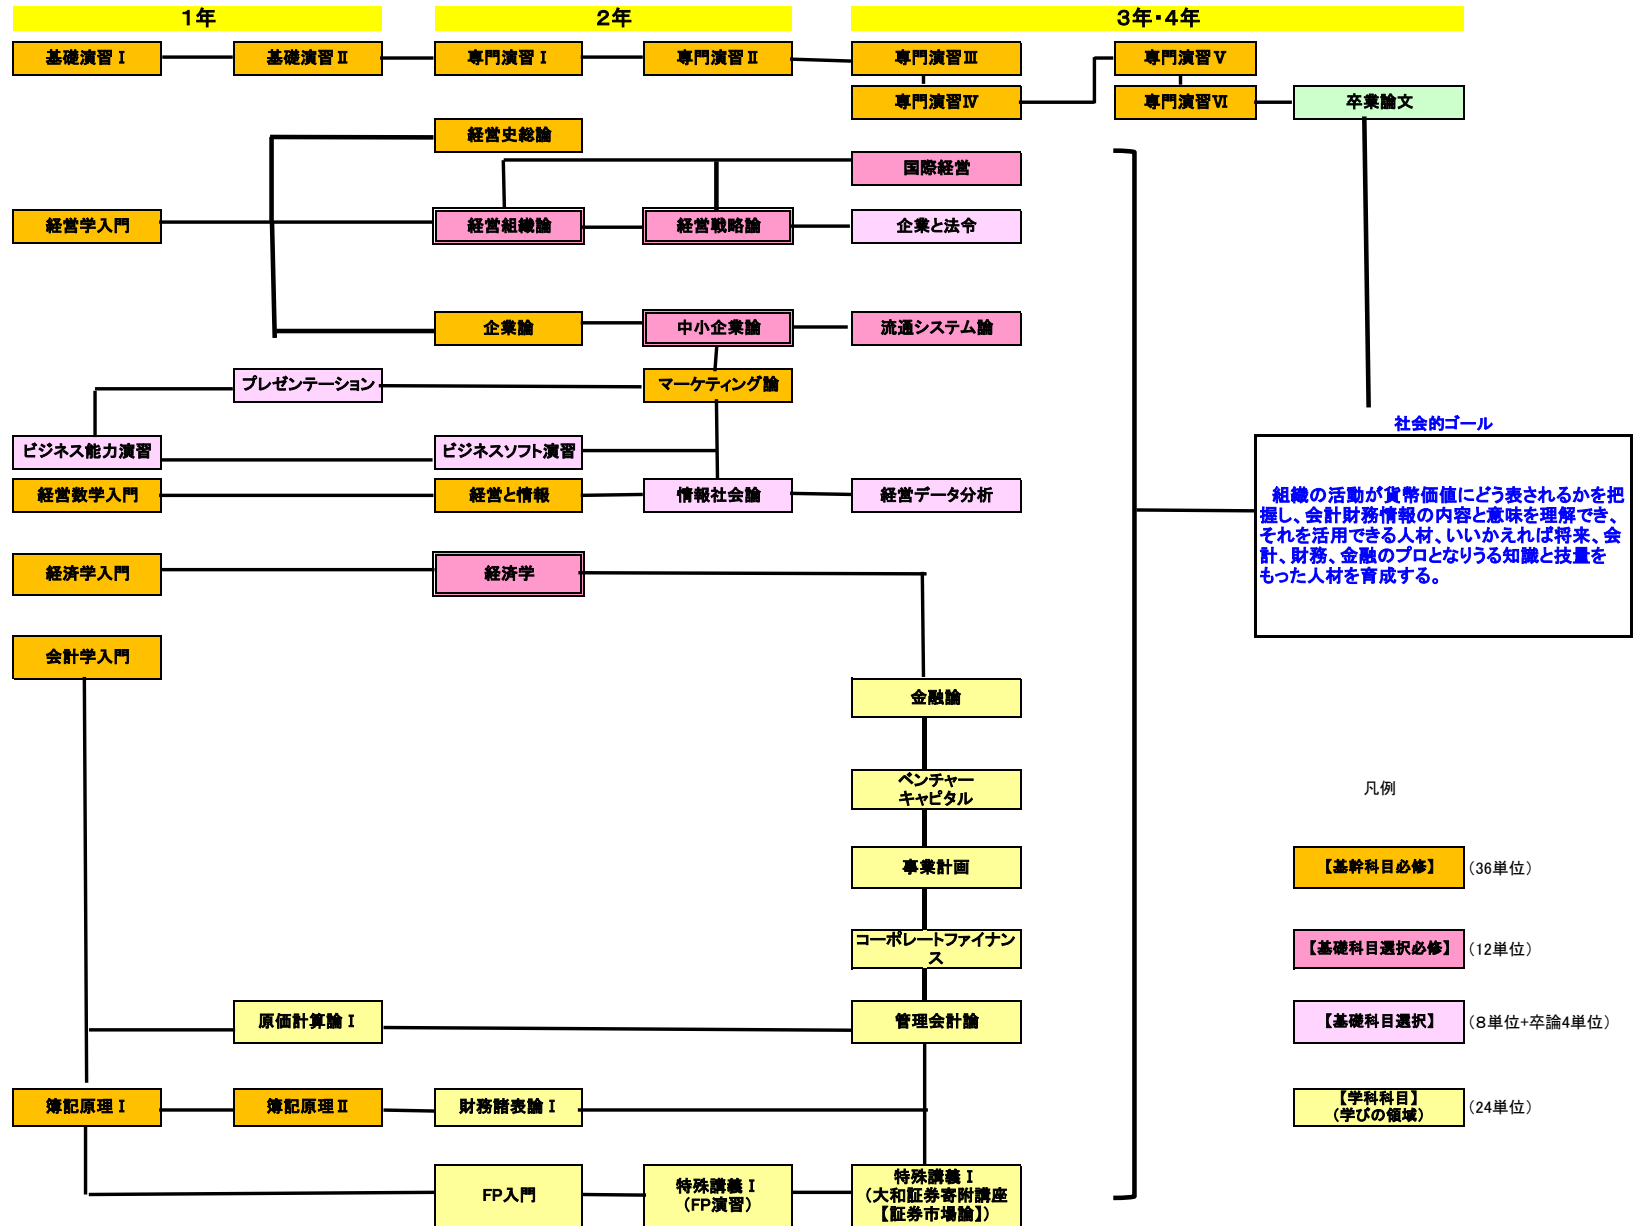 1年
2年
3年・4年
基礎演習Ⅰ
基礎演習Ⅱ
専門演習Ⅰ
専門演習Ⅱ
専門演習Ⅲ
専門演習Ⅴ
専門演習Ⅳ
専門演習Ⅵ
卒業論文
経営史総論
国際経営
経営学入門
経営組織論
経営戦略論
企業と法令
企業論
中小企業論
流通システム論
プレゼンテーション
マーケティング論
社会的ゴール
ビジネス能力演習
ビジネスソフト演習
経営数学入門
経営と情報
情報社会論
経営データ分析
組織の活動が貨幣価値にどう表されるかを把
握し、会計財務情報の内容と意味を理解でき、
それを活用できる人材、いいかえれば将来、会
計、財務、金融のプロとなりうる知識と技量を
もった人材を育成する。
経済学入門
経済学
会計学入門
金融論
ベンチャー
キャピタル
凡例
事業計画
【基幹科目必修】
（36単位）
コーポレートファイナン
ス
【基礎科目選択必修】
（12単位）
原価計算論Ⅰ
管理会計論
【基礎科目選択】
（８単位+卒論4単位）
簿記原理Ⅰ
簿記原理Ⅱ
財務諸表論Ⅰ
【学科科目】
（学びの領域）
（24単位）
FP入門
特殊講義Ⅰ
（FP演習）
特殊講義Ⅰ
（大和証券寄附講座
【証券市場論】）